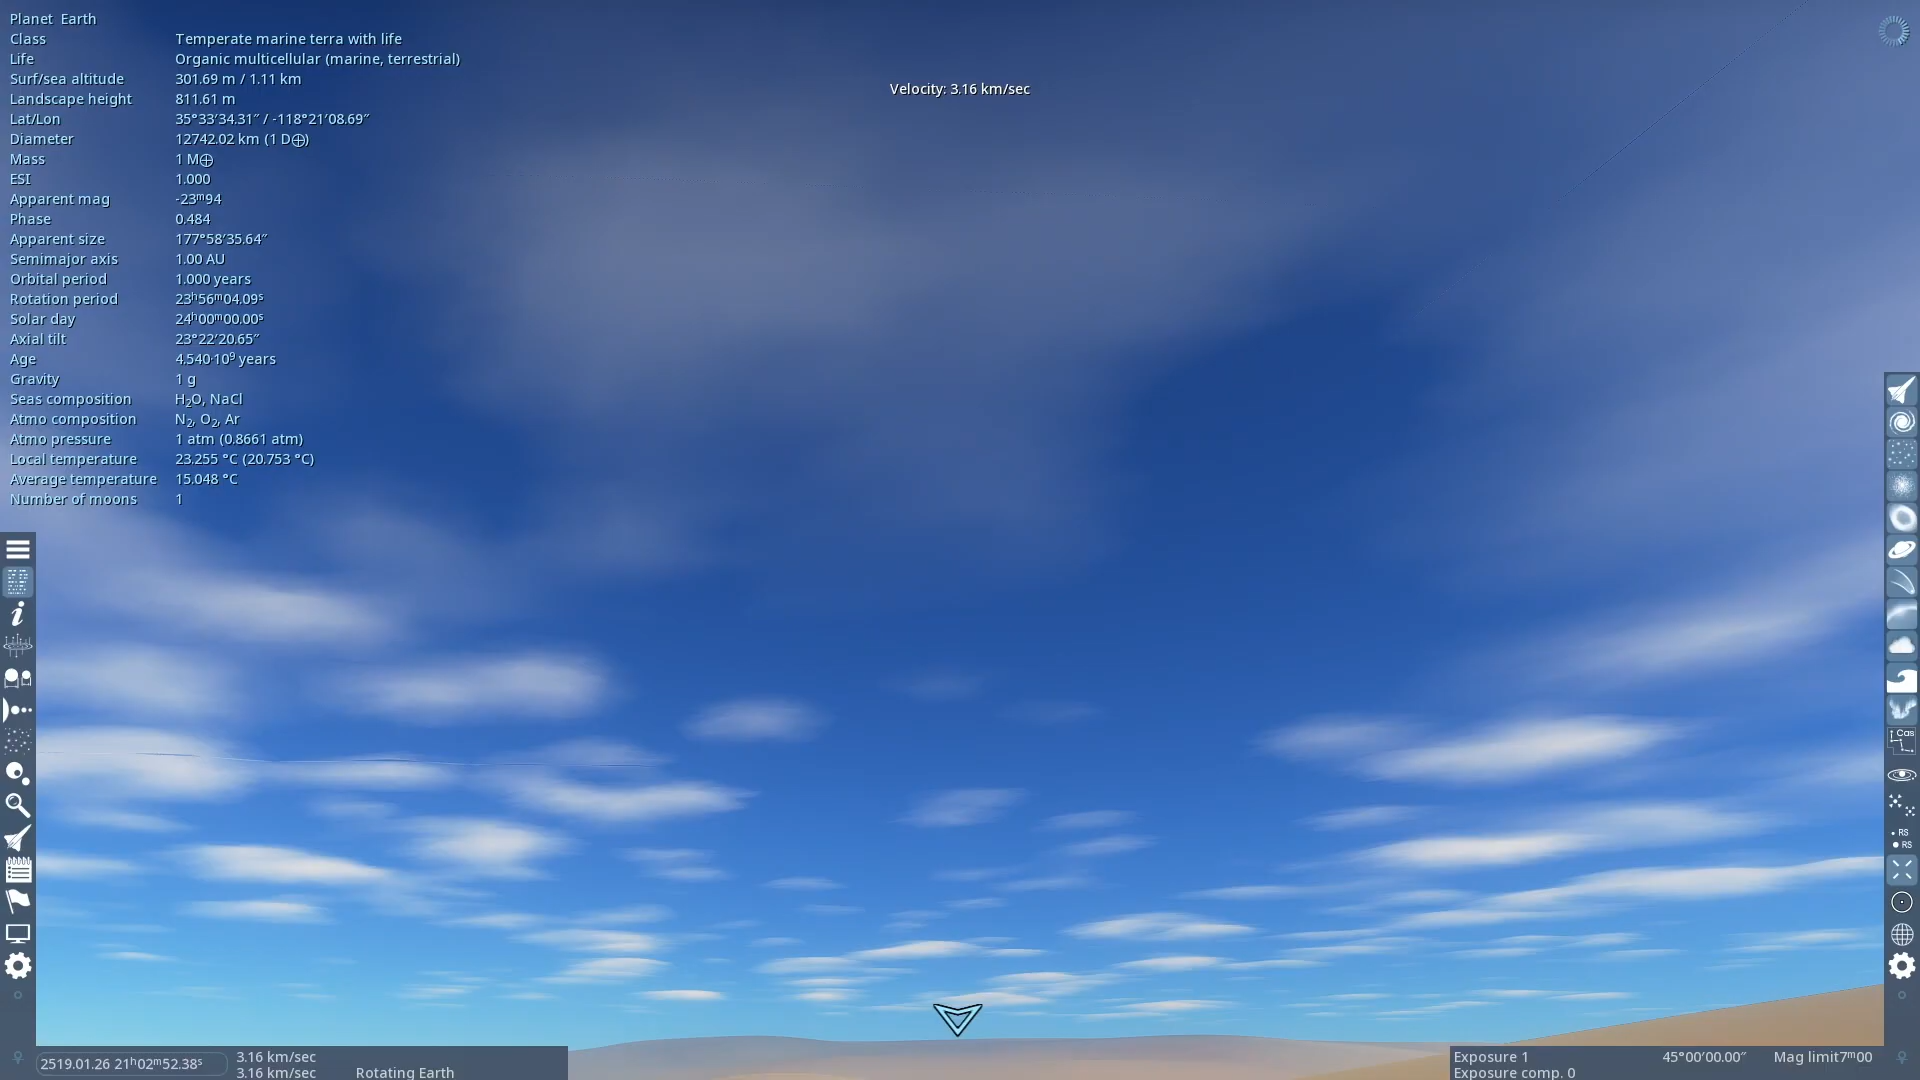 Planet Earth
Class Temperate marine terra with life
Life Organic multicellular (marine, terrestrial)
Surf/sea altitude 301.69 m / 1.11 km
Landscape height 811.61 m
Lat/Lon 35°33′34.31″ / -118°21′08.69″
Diameter 12742.02 km (1 D⊕)
Mass 1 M⊕
ESI 1.000
Apparent mag -23ᵐ94
Phase 0.484
Apparent size 177°58′35.64″
Semimajor axis 1.00 AU
Orbital period 1.000 years
Rotation period 23ʰ56ᵐ04.09ˢ
Solar day 24ʰ00ᵐ00.00ˢ
Axial tilt 23°22′20.65″
Age 4.540·10⁹ years
Gravity 1 g
Seas composition H₂O, NaCl
Atmo composition N₂, O₂, Ar
Atmo pressure 1 atm (0.8661 atm)
Local temperature 23.255 °C (20.753 °C)
Average temperature 15.048 °C
Number of moons 1
Velocity: 3.16 km/sec
Cas
RS
RS
2519.01.26 21ʰ02ᵐ52.38ˢ
3.16 km/sec
3.16 km/sec Rotating Earth
Exposure 1 45°00′00.00″ Mag limit7ᵐ00
Exposure comp. 0